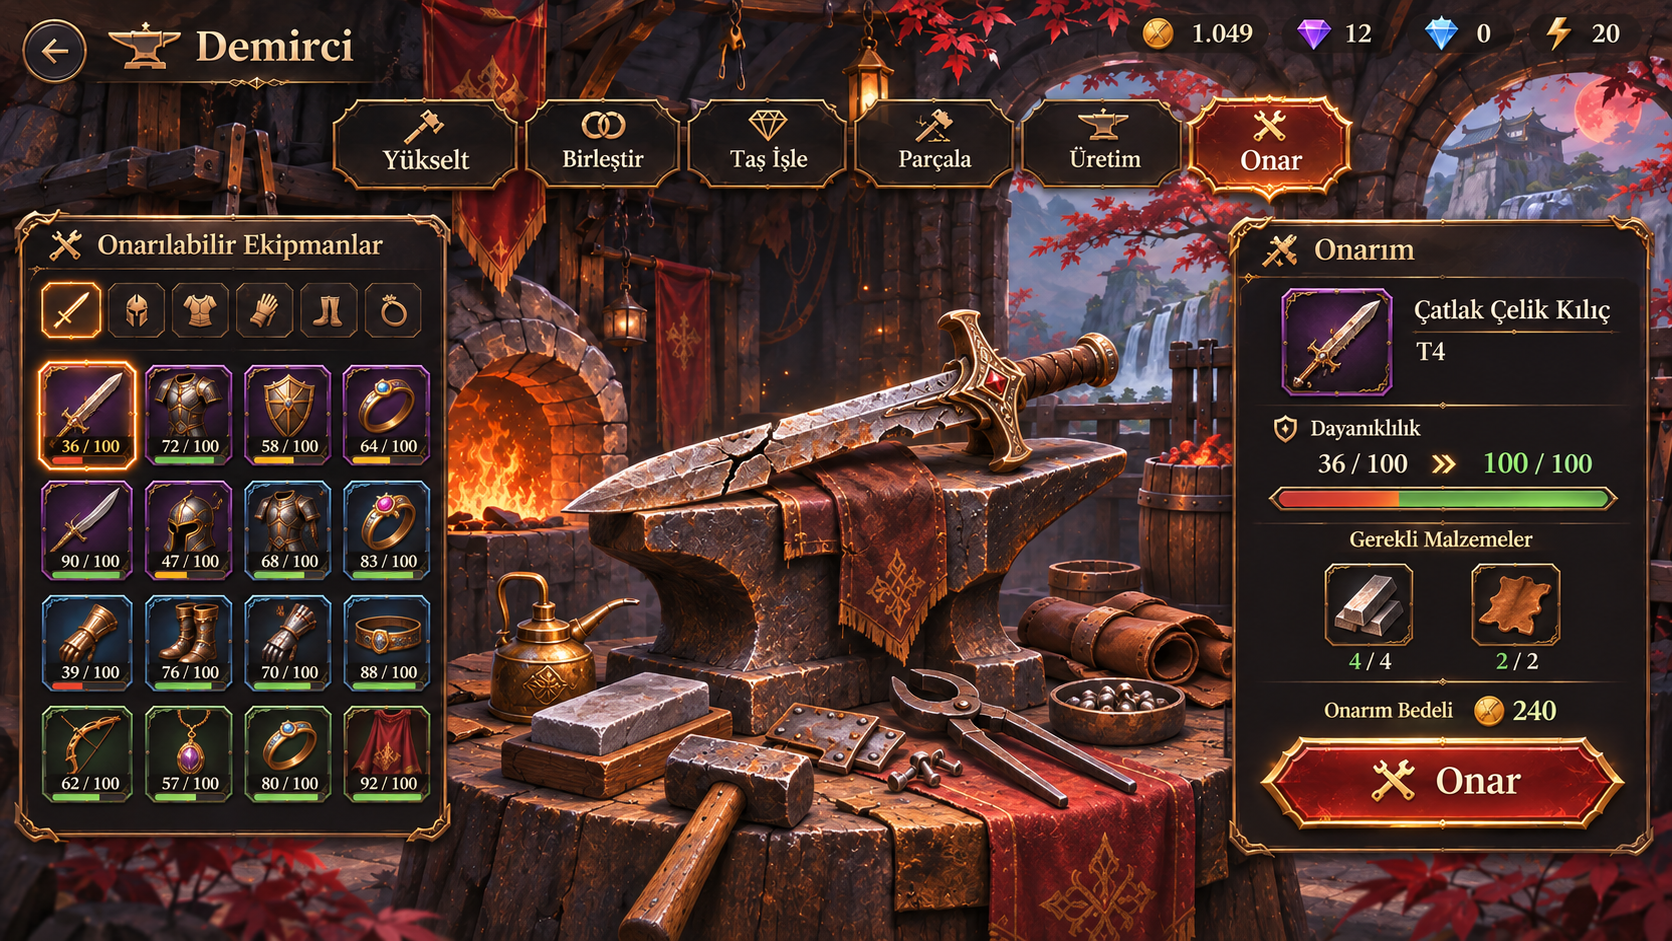 Demirci
1.049
12
0
20
Yükselt
Birleştir
Taş İşle
Parçala
Üretim
Onar
Onarılabilir Ekipmanlar
36 / 100
72 / 100
58 / 100
64 / 100
90 / 100
47 / 100
68 / 100
83 / 100
39 / 100
76 / 100
70 / 100
88 / 100
62 / 100
57 / 100
80 / 100
92 / 100
Onarım
Çatlak Çelik Kılıç
T4
Dayanıklılık
36 / 100 » 100 / 100
Gerekli Malzemeler
4 / 4
2 / 2
Onarım Bedeli 240
Onar